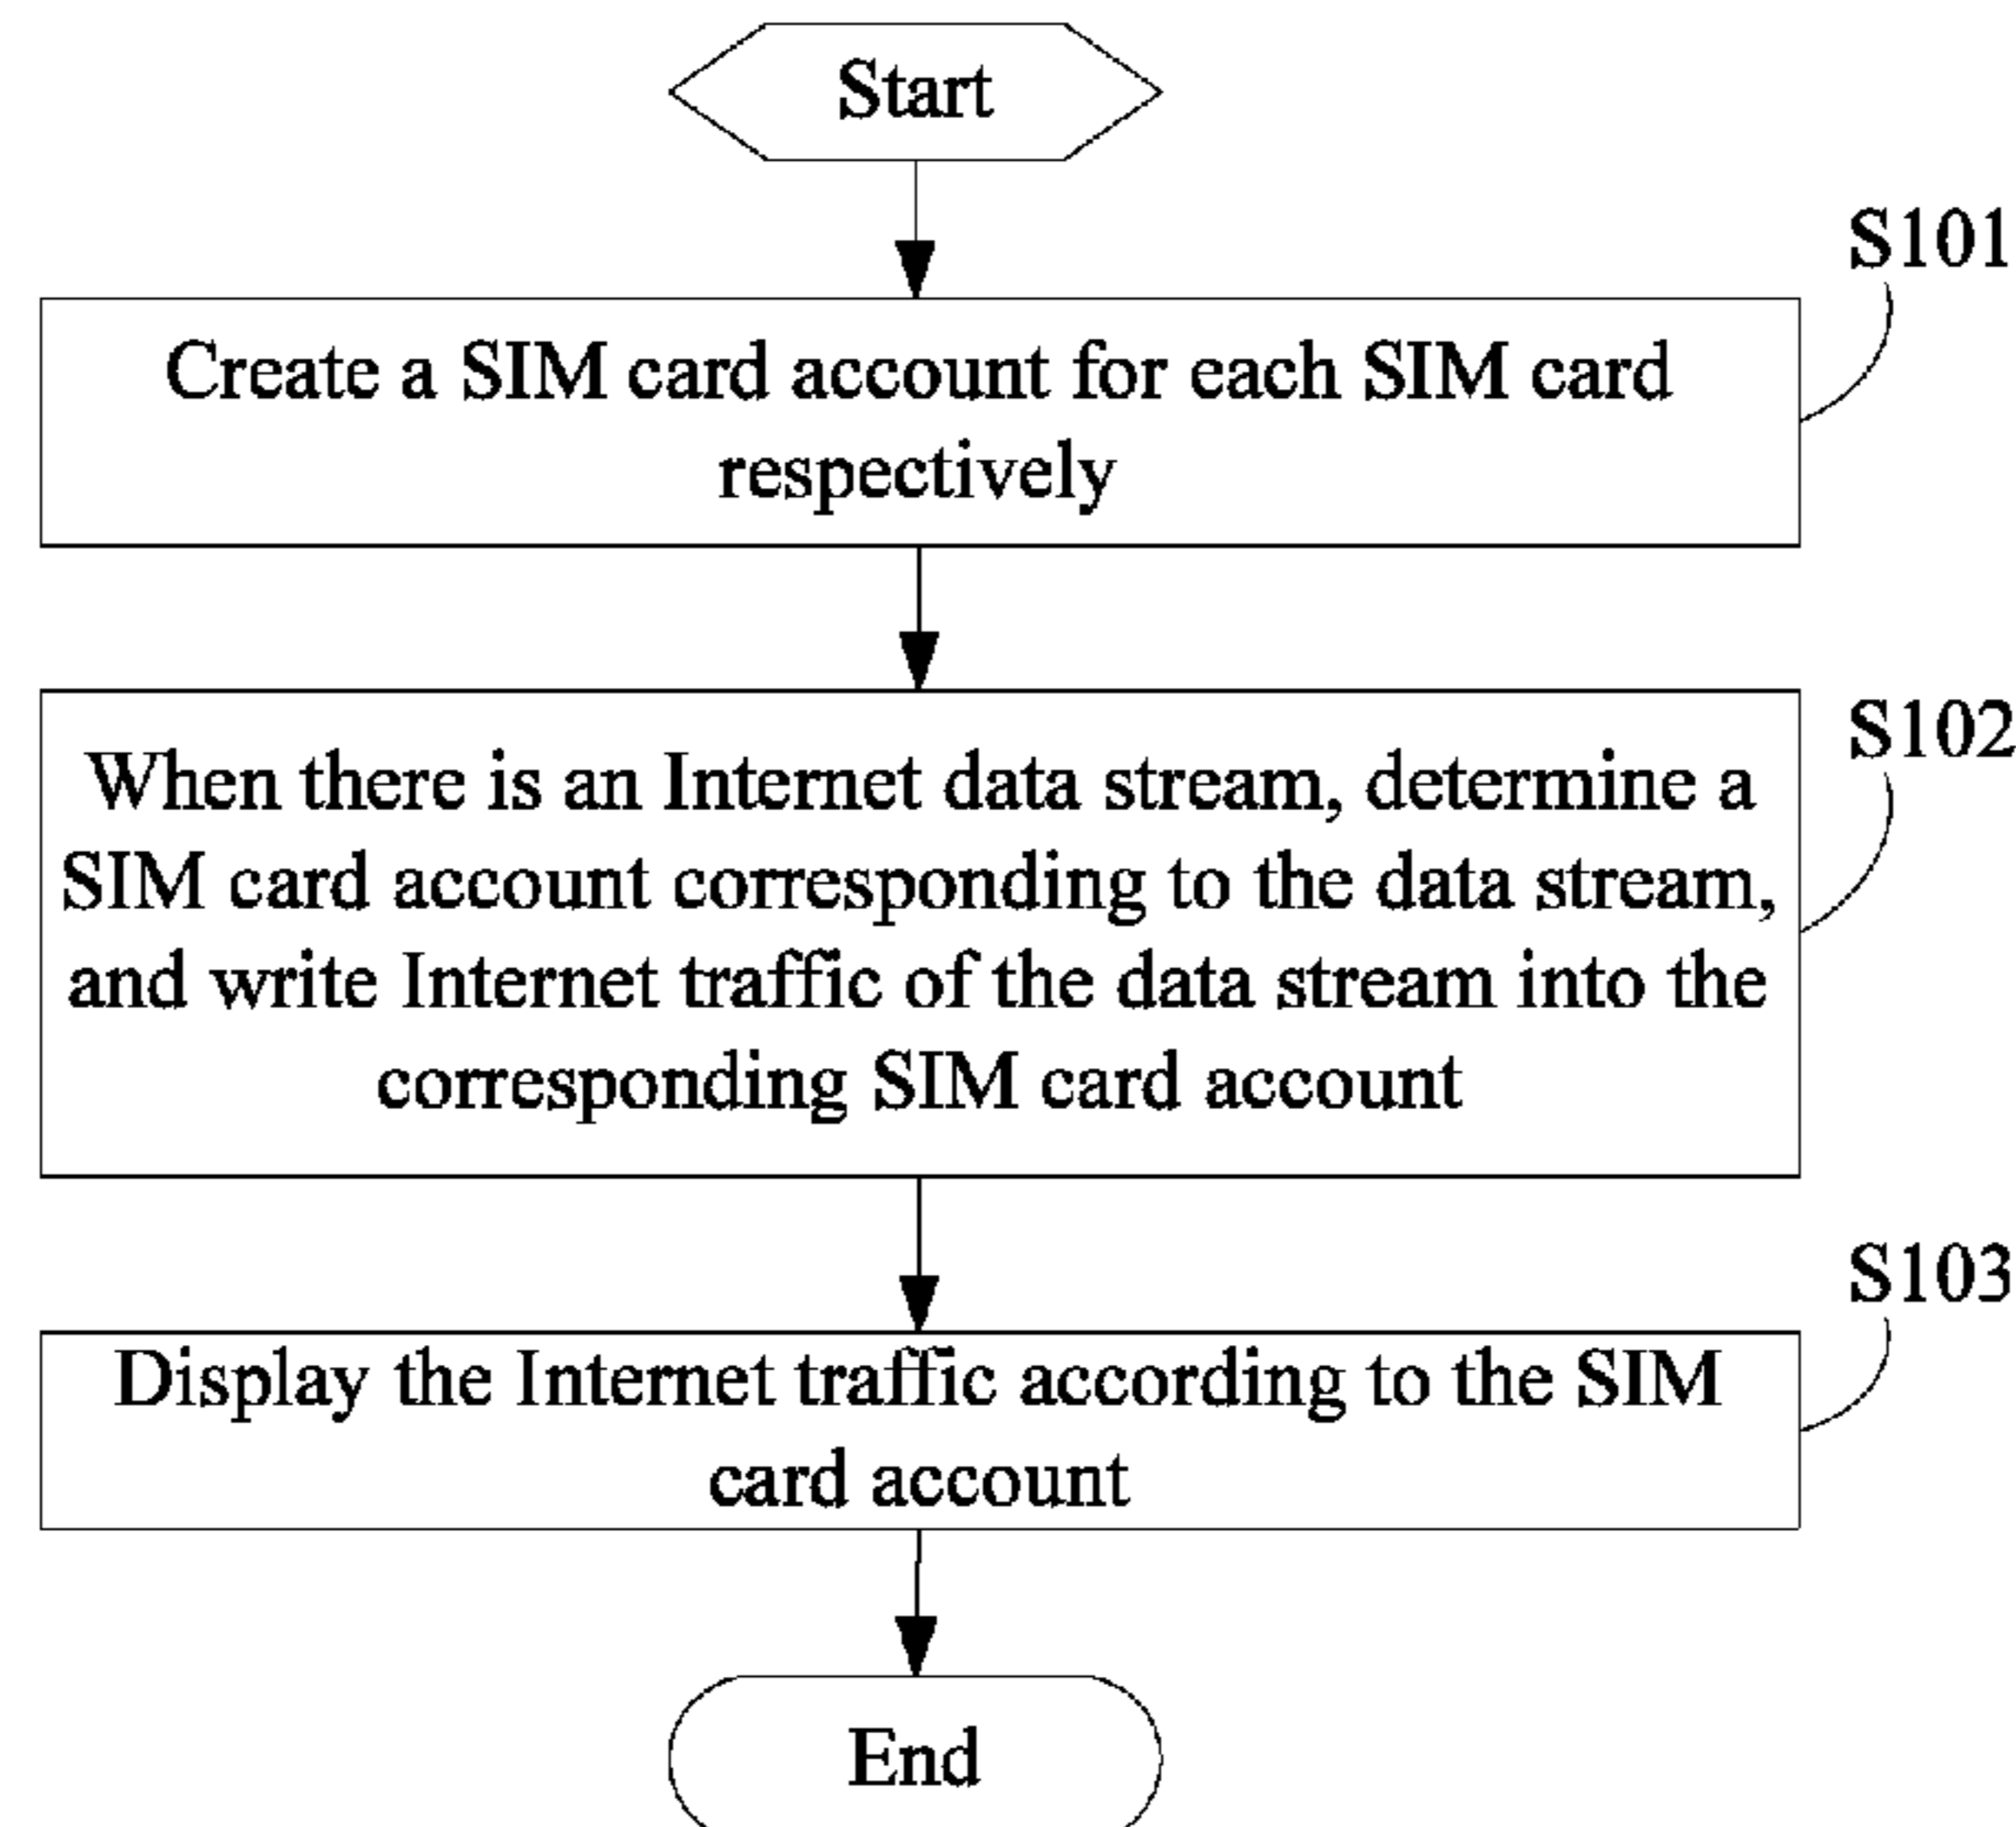 Start
S101
Create a SIM card account for each SIM card
respectively
S102
When there is an Internet data stream, determine a
SIM card account corresponding to the data stream,
and write Internet traffic of the data stream into the
corresponding SIM card account
S103
Display the Internet traffic according to the SIM
card account
End